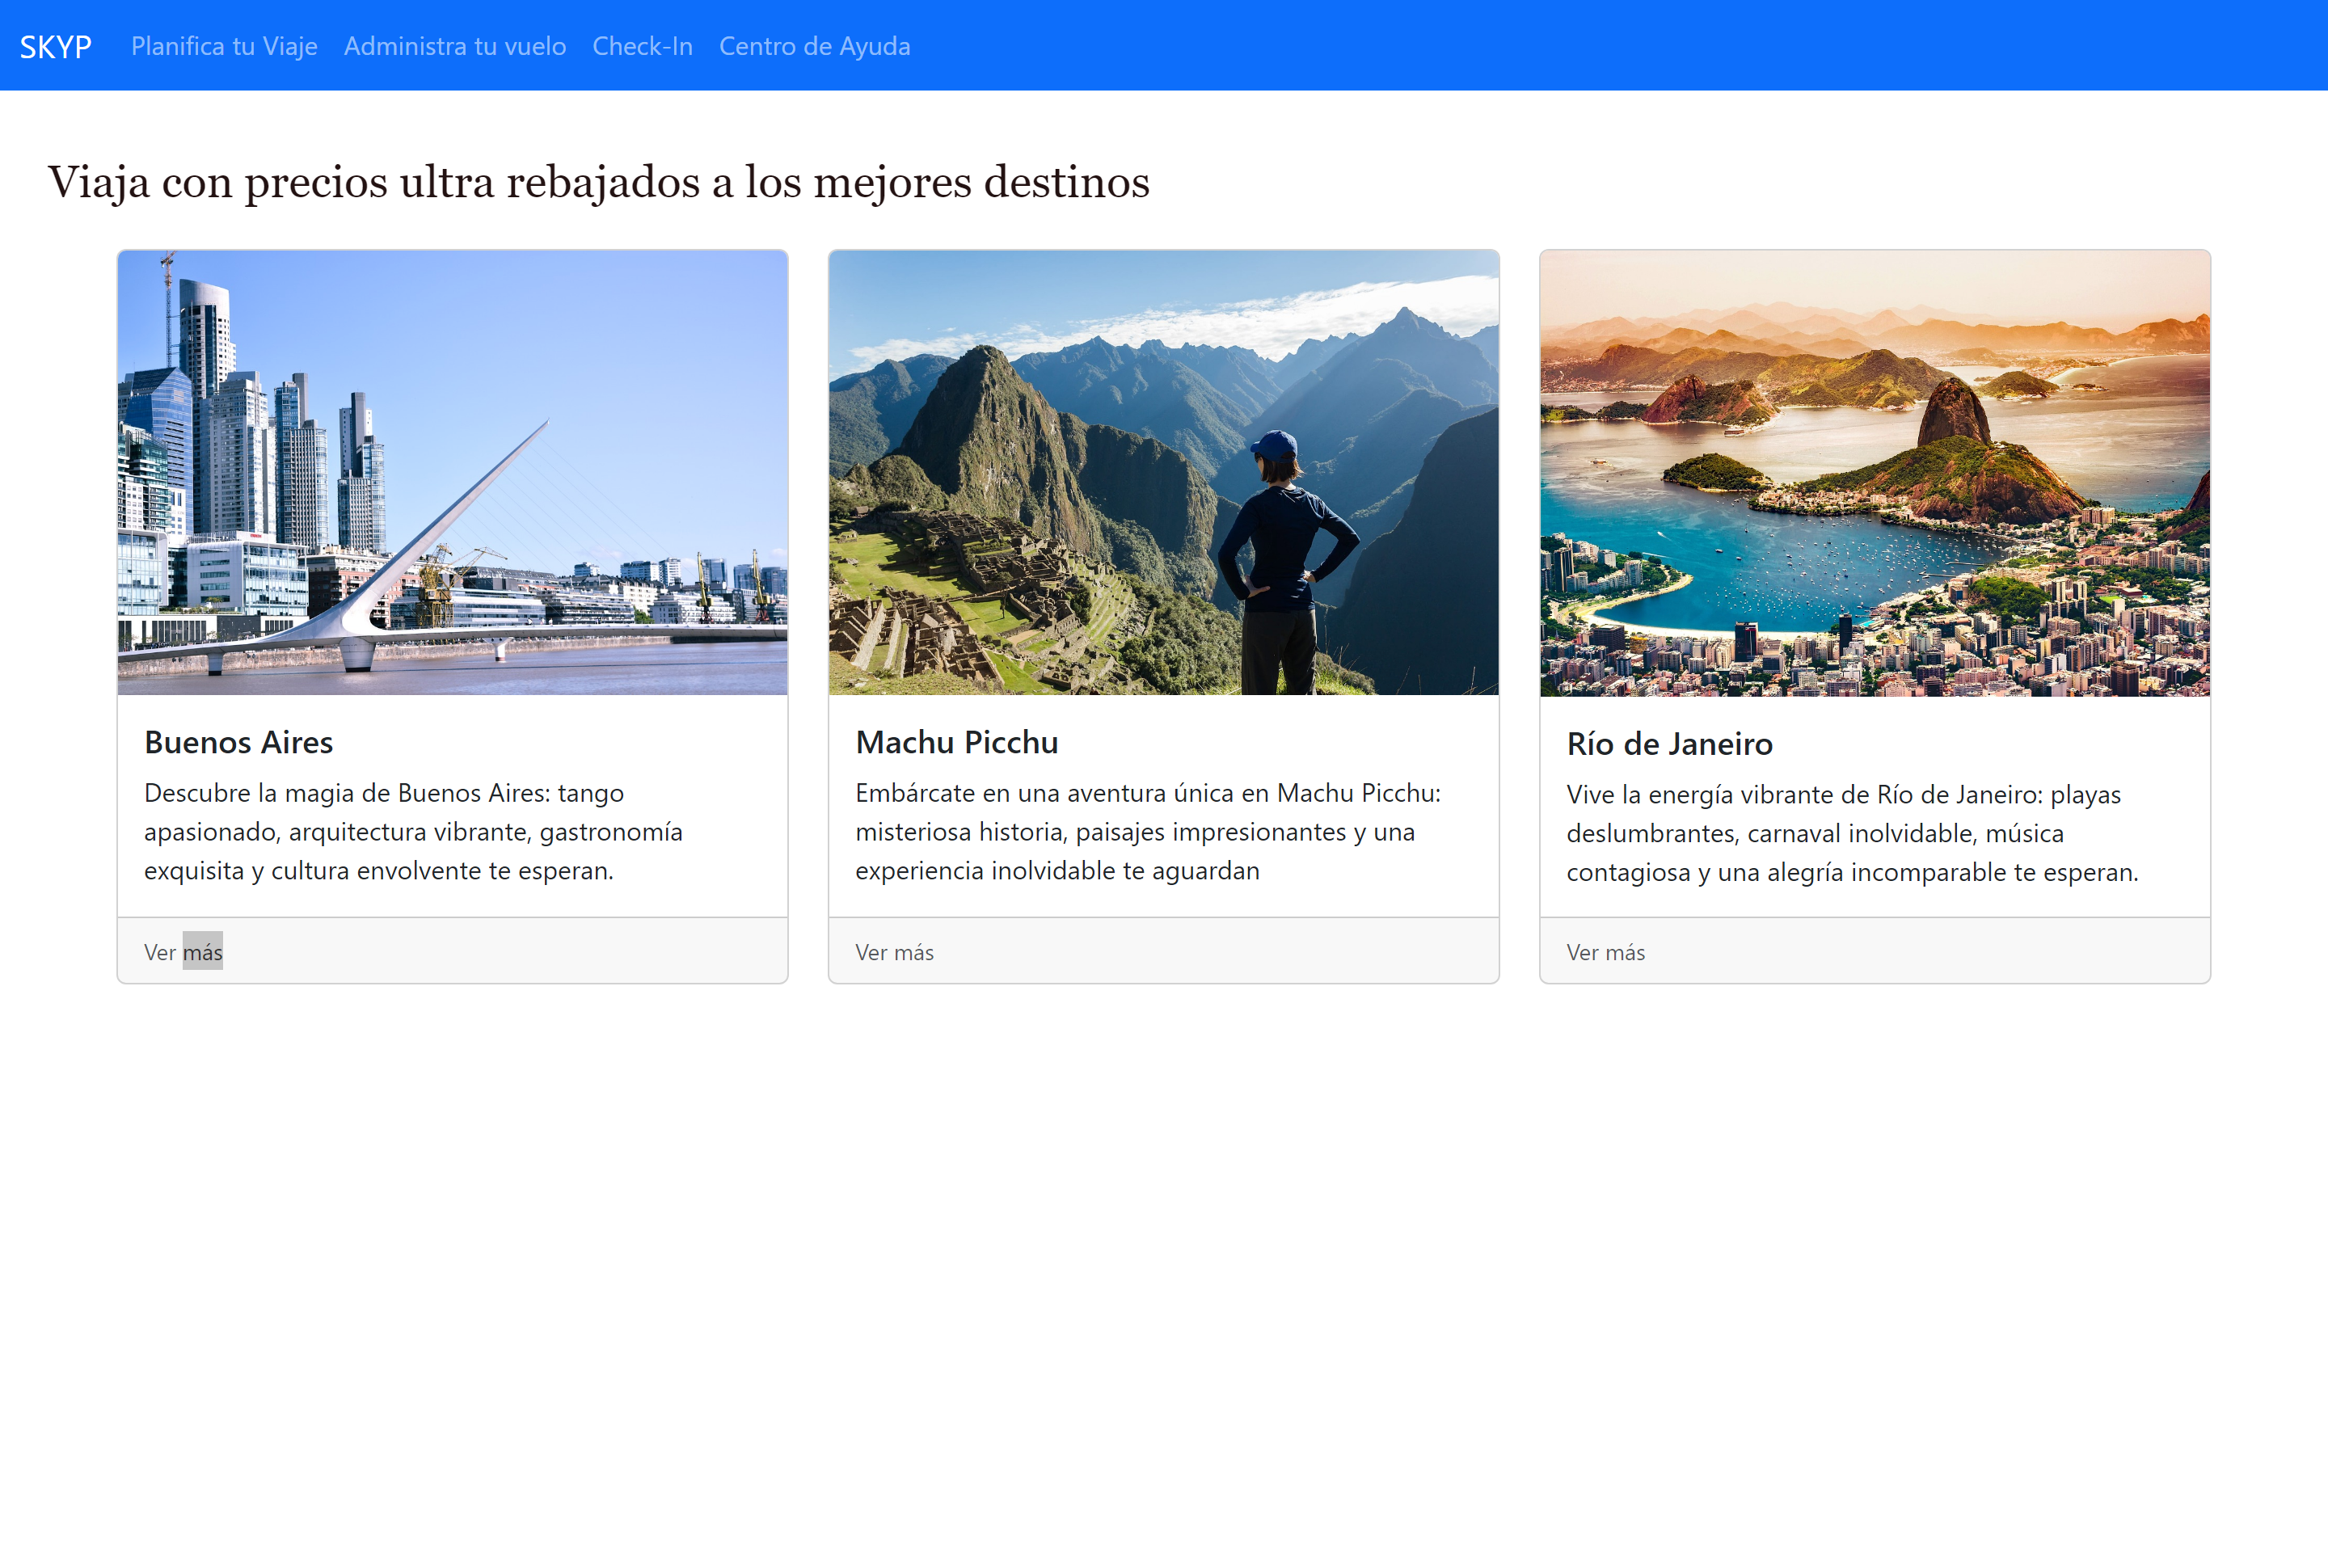 SKYP Planifica tu Viaje Administra tu vuelo Check-In Centro de Ayuda
Viaja con precios ultra rebajados a los mejores destinos
Buenos Aires
Descubre la magia de Buenos Aires: tango
apasionado, arquitectura vibrante, gastronomía
exquisita y cultura envolvente te esperan.
Ver más
Machu Picchu
Embárcate en una aventura única en Machu Picchu:
misteriosa historia, paisajes impresionantes y una
experiencia inolvidable te aguardan
Ver más
Río de Janeiro
Vive la energía vibrante de Río de Janeiro: playas
deslumbrantes, carnaval inolvidable, música
contagiosa y una alegría incomparable te esperan.
Ver más